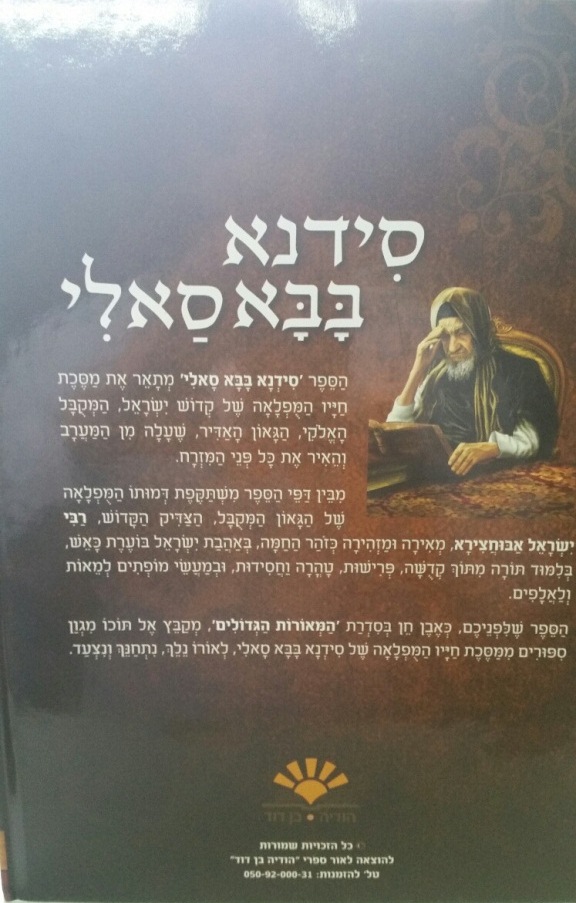 סִידנא
בָּבָּא סַאלִי
הַסֵּפֶר 'סִידְנָא בָּבָּא סָאלִי' מְתָאֵר אֶת מַסֶּכֶת
חַיָּיו הַמֻּפְלָאָה שֶׁל קְדוֹשׁ יִשְׂרָאֵל, הַמְּקֻבָּל
הָאֱלֹקִי, הַגָּאוֹן הָאַדִּיר, שֶׁעָלָה מִן הַמַּעֲרָב
וְהֵאִיר אֶת כָּל פְּנֵי הַמִּזְרָח.
מִבֵּין דַּפֵּי הַסֵּפֶר מִשְׁתַּקֶּפֶת דְּמוּתוֹ הַמֻּפְלָאָה
שֶׁל הַגָּאוֹן הַמְּקֻבָּל, הַצַּדִּיק הַקָּדוֹשׁ, רַבִּי
יִשְׂרָאֵל אַבּוּחֲצֵירָא, מְאִירָה וּמַזְהִירָה כְּזֹהַר הַחַמָּה, בְּאַהֲבַת יִשְׂרָאֵל בּוֹעֶרֶת כָּאֵשׁ,
בְּלִמּוּד תּוֹרָה מִתּוֹךְ קְדֻשָּׁה, פְּרִישׁוּת, טָהֳרָה וַחֲסִידוּת, וּבְמַעֲשֵׂי מוֹפְתִים לְמֵאוֹת
וְלַאֲלָפִים.
הַסֵּפֶר שֶׁלִּפְנֵיכֶם, כְּאֶבֶן חֵן בְּסִדְרַת 'הַמְּאוֹרוֹת הַגְּדוֹלִים', מְקַבֵּץ אֶל תּוֹכוֹ מִגְוַן
סִפּוּרִים מִמַּסֶּכֶת חַיָּיו הַמֻּפְלָאָה שֶׁל סִידְנָא בָּבָּא סָאלִי, לְאוֹרוֹ נֵלֵךְ, נִתְחַנֵּךְ וְנִצְעַד.
הודיה • בן דוד
© כל הזכויות שמורות
להוצאה לאור ספרי "הודיה בן דוד"
טל' להזמנות: 050-92-000-31